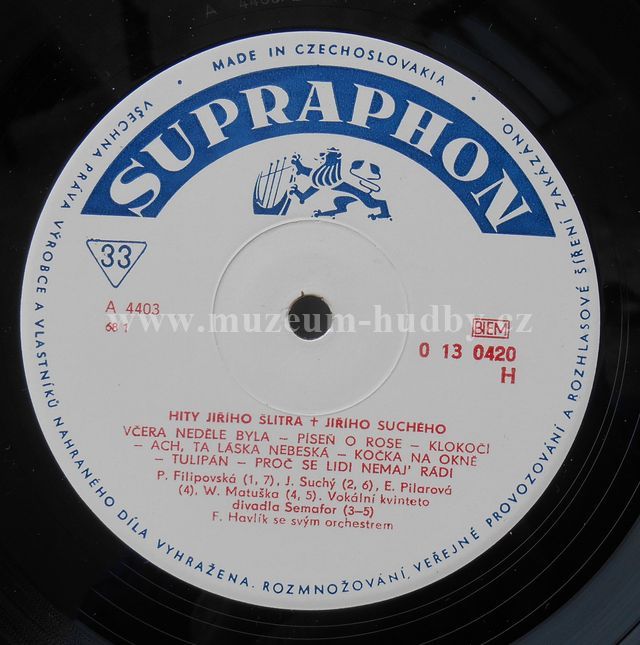 MADE IN CZECHOSLOVAKIA
VŠECHNA PRÁVA VÝROBCE A VLASTNÍKŮ NAHRANÉHO DÍLA VYHRAŽENA. ROZMNOŽOVÁNÍ, VEŘEJNÉ PROVOZOVÁNÍ A ROZHLASOVÉ ŠÍŘENÍ ZAKÁZÁNO.
SUPRAPHON
33
A 4403
68 1
www.muzeum-hudby.cz
BIEM
0 13 0420
H
HITY JIŘÍHO ŠLITRA + JIŘÍHO SUCHÉHO
VČERA NEDĚLE BYLA – PÍSEŇ O ROSE – KLOKOČÍ
– ACH, TA LÁSKA NEBESKÁ – KOČKA NA OKNĚ
– TULIPÁN – PROČ SE LIDI NEMAJ' RÁDI
P. Filipovská (1, 7), J. Suchý (2, 6), E. Pilarová
(4), W. Matuška (4, 5). Vokální kvinteto
divadla Semafor (3–5)
F. Havlík se svým orchestrem